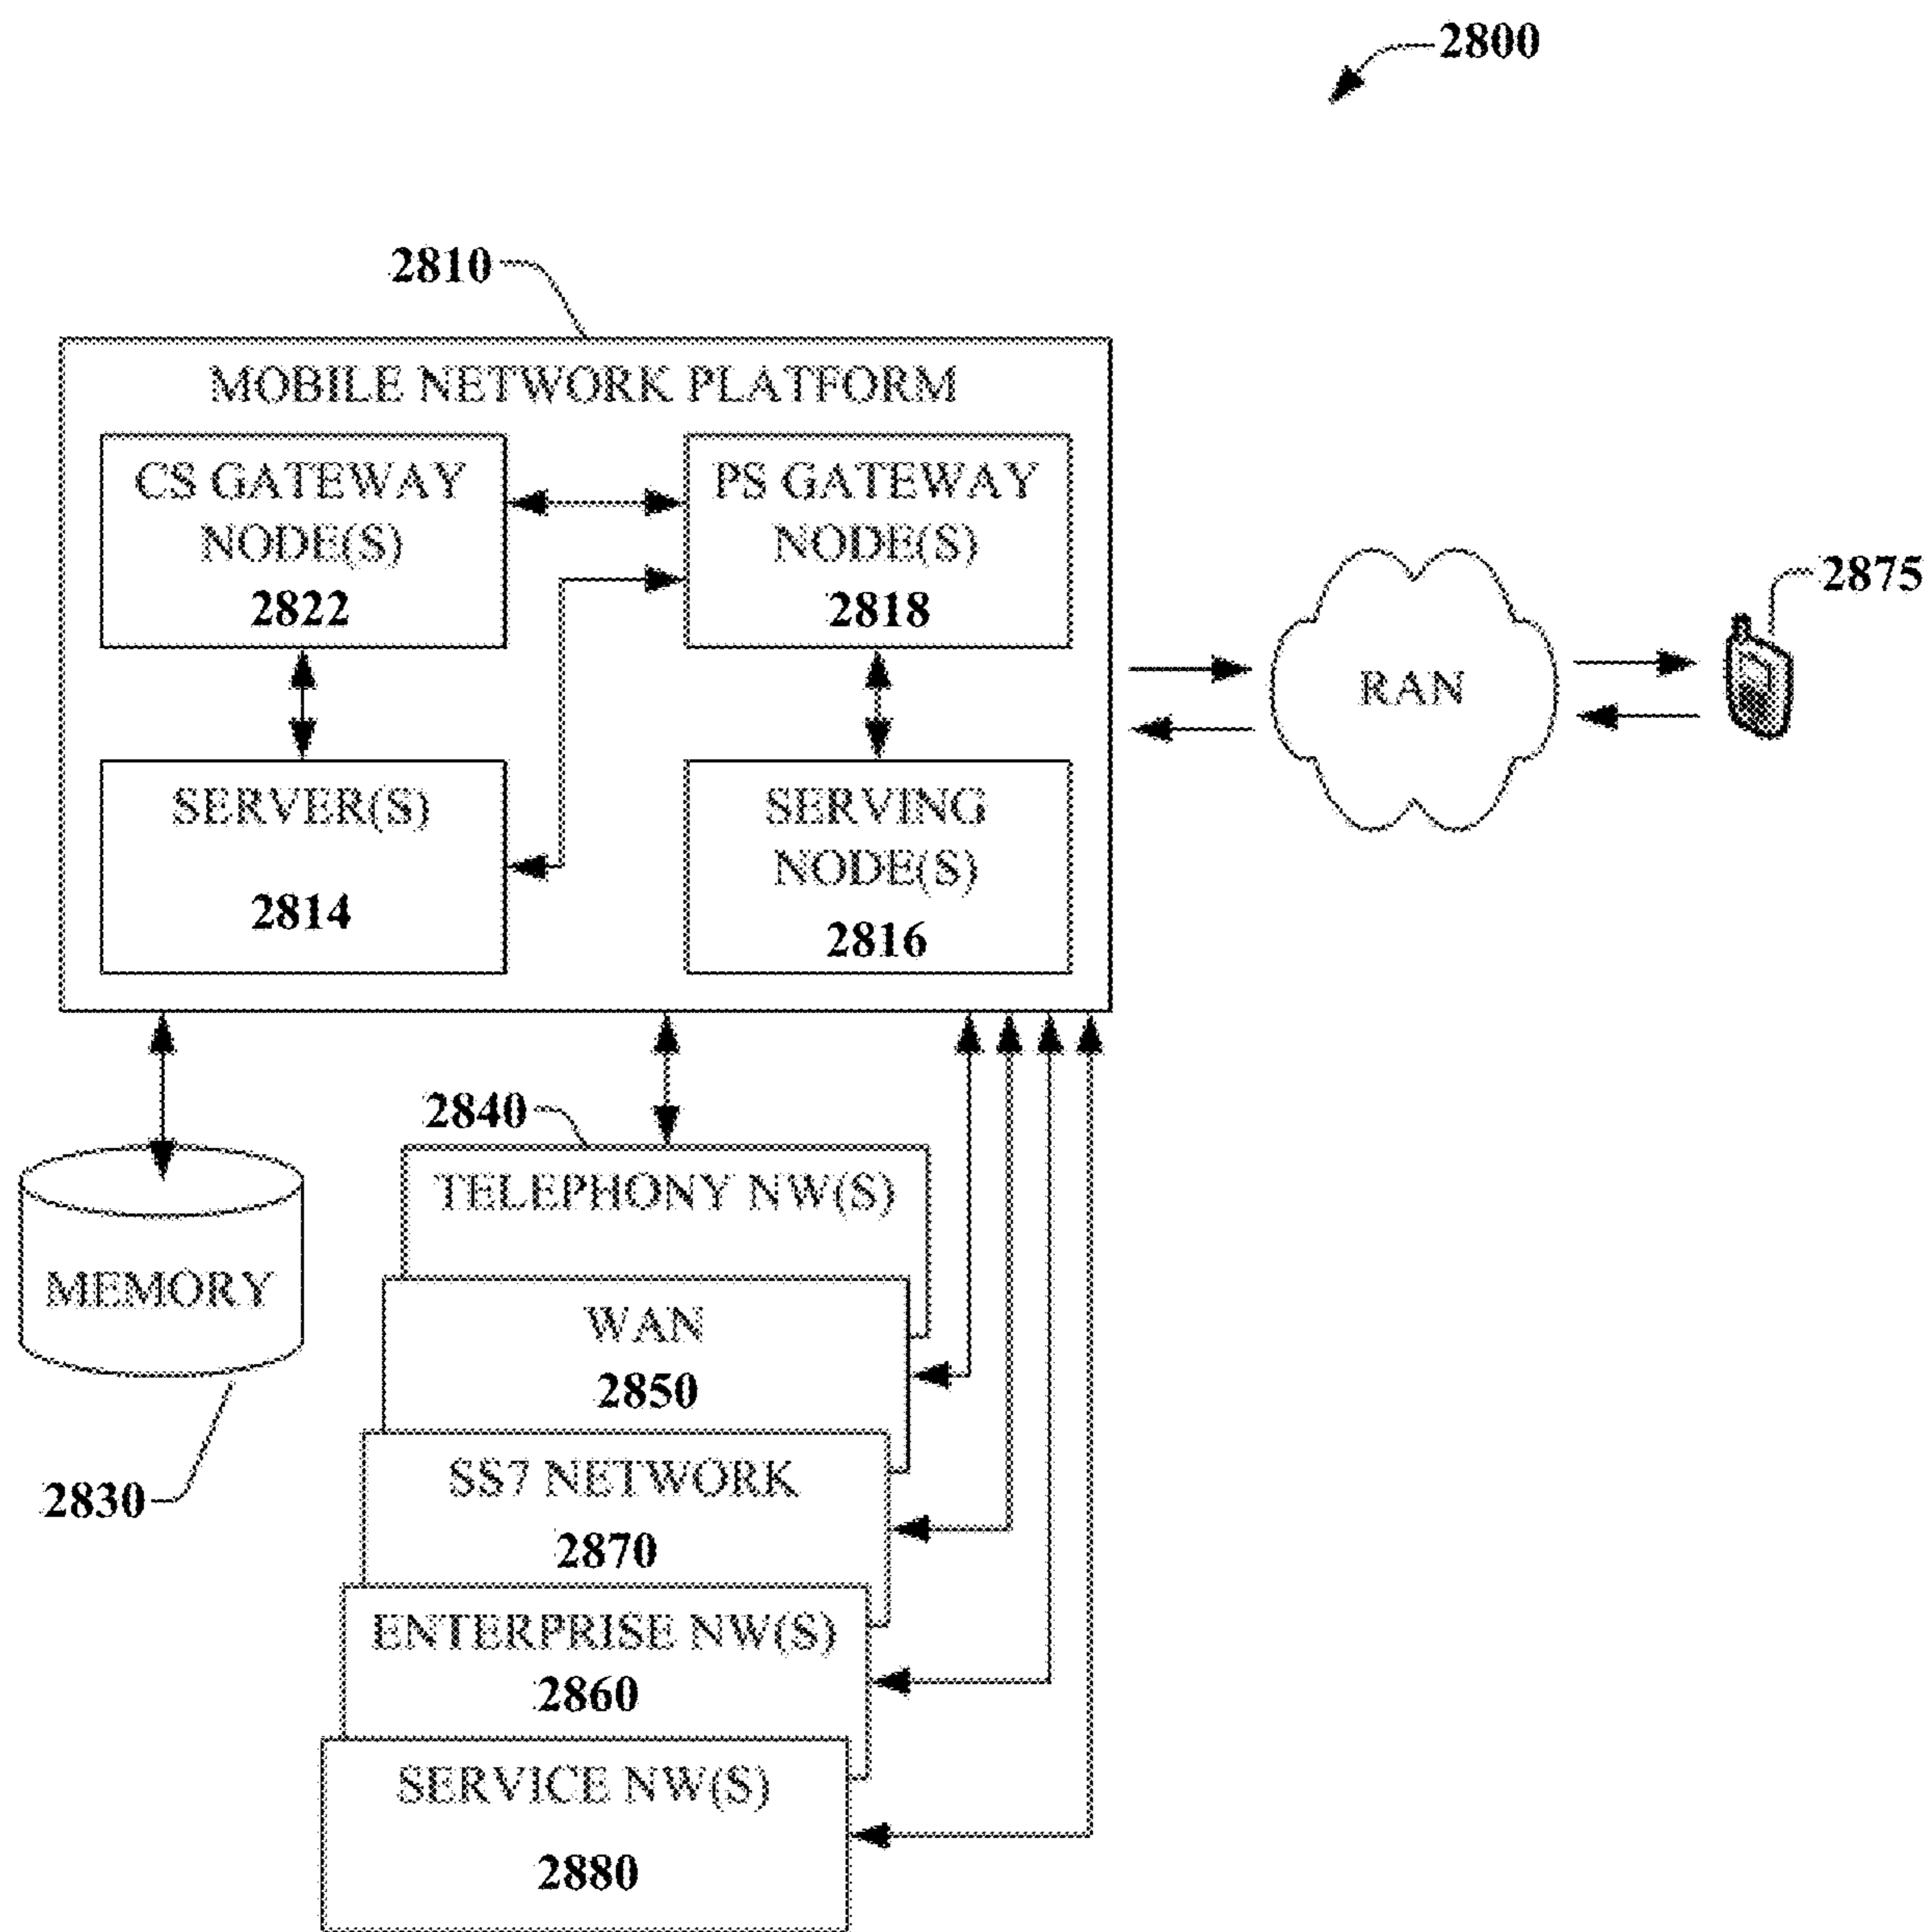 2800
2810
MOBILE NETWORK PLATFORM
CS GATEWAY
NODE(S)
2822
PS GATEWAY
NODE(S)
2818
SERVER(S)
2814
SERVING
NODE(S)
2816
RAN
2875
2840
TELEPHONY NW(S)
MEMORY
2830
WAN
2850
SS7 NETWORK
2870
ENTERPRISE NW(S)
2860
SERVICE NW(S)
2880